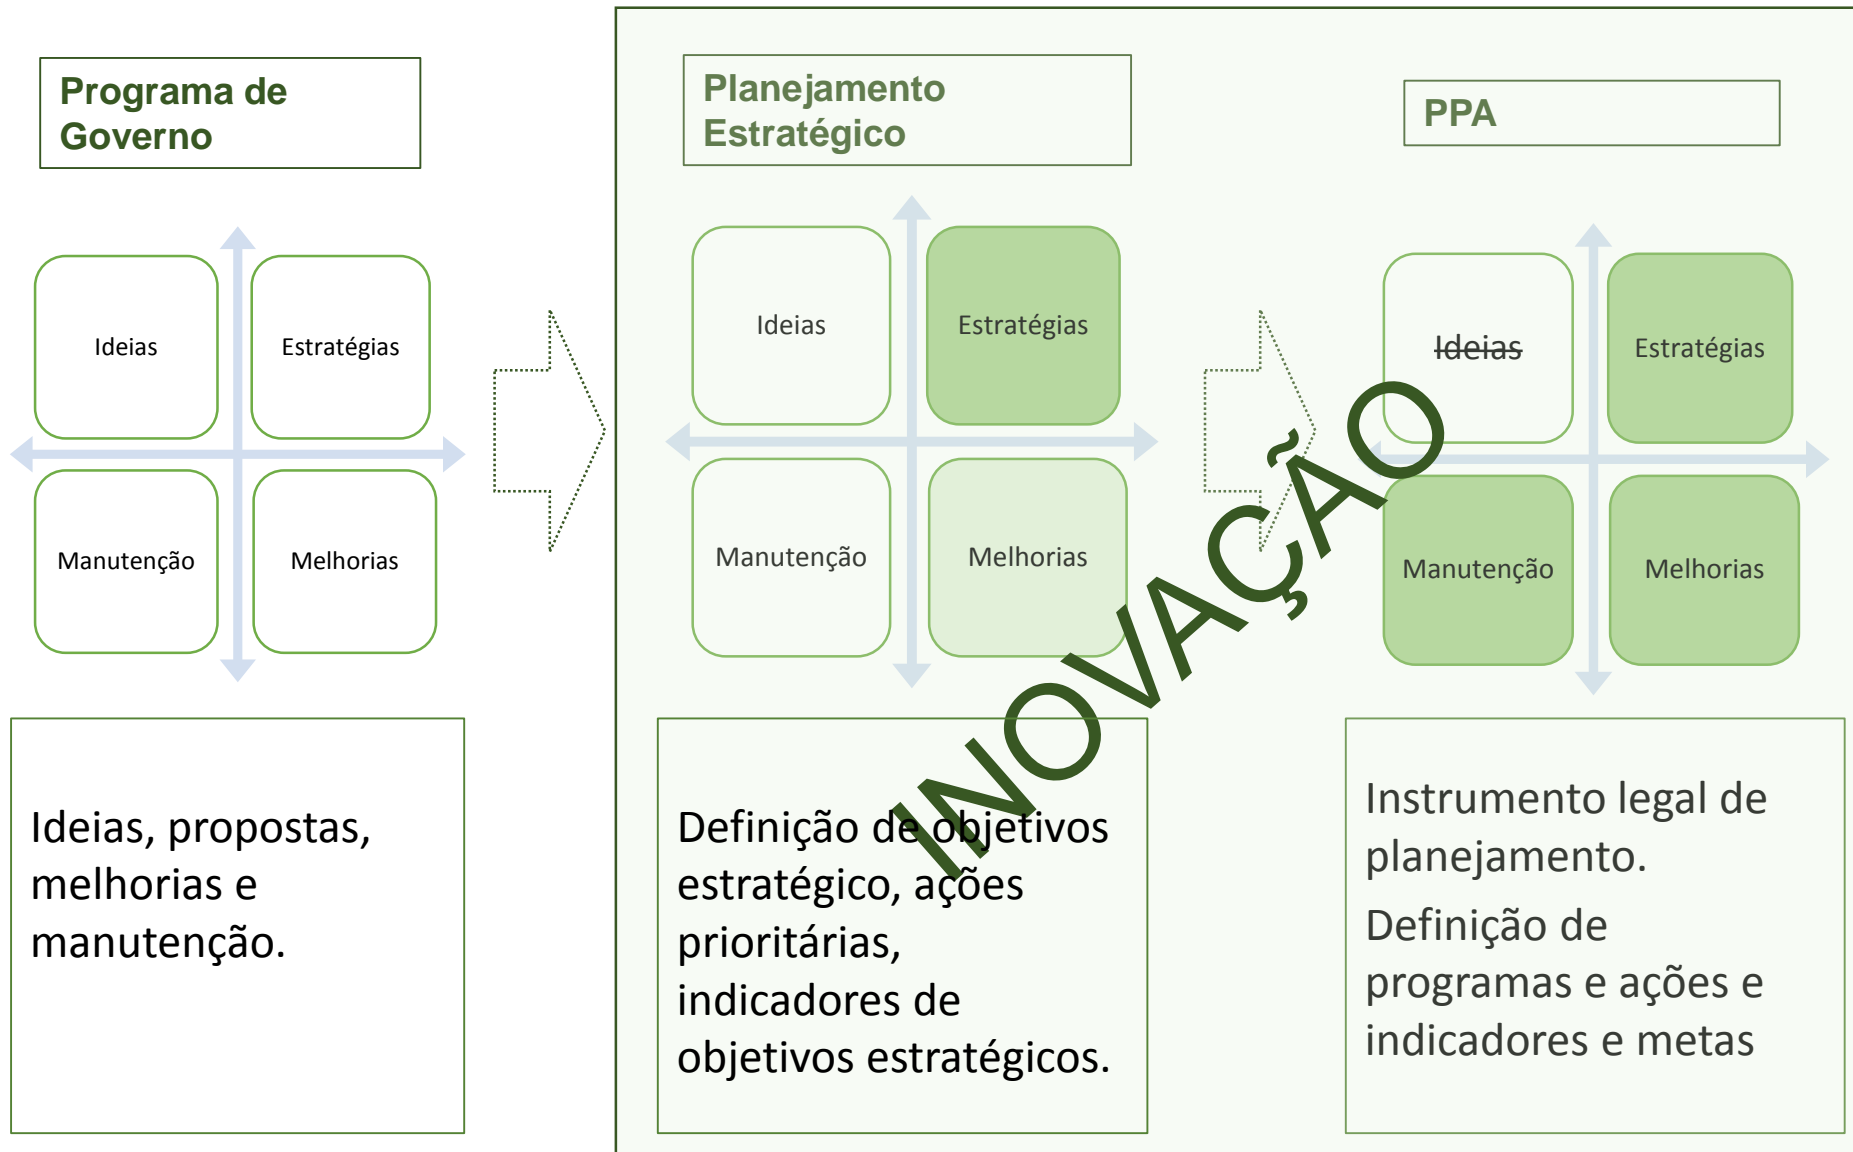 Programa de
Governo
Ideias
Estratégias
Manutenção
Melhorias
Ideias, propostas,
melhorias e
manutenção.
Planejamento
Estratégico
Ideias
Estratégias
Manutenção
Melhorias
Definição de objetivos
estratégico, ações
prioritárias,
indicadores de
objetivos estratégicos.
PPA
Ideias
Estratégias
Manutenção
Melhorias
Instrumento legal de
planejamento.
Definição de
programas e ações e
indicadores e metas
INOVAÇÃO